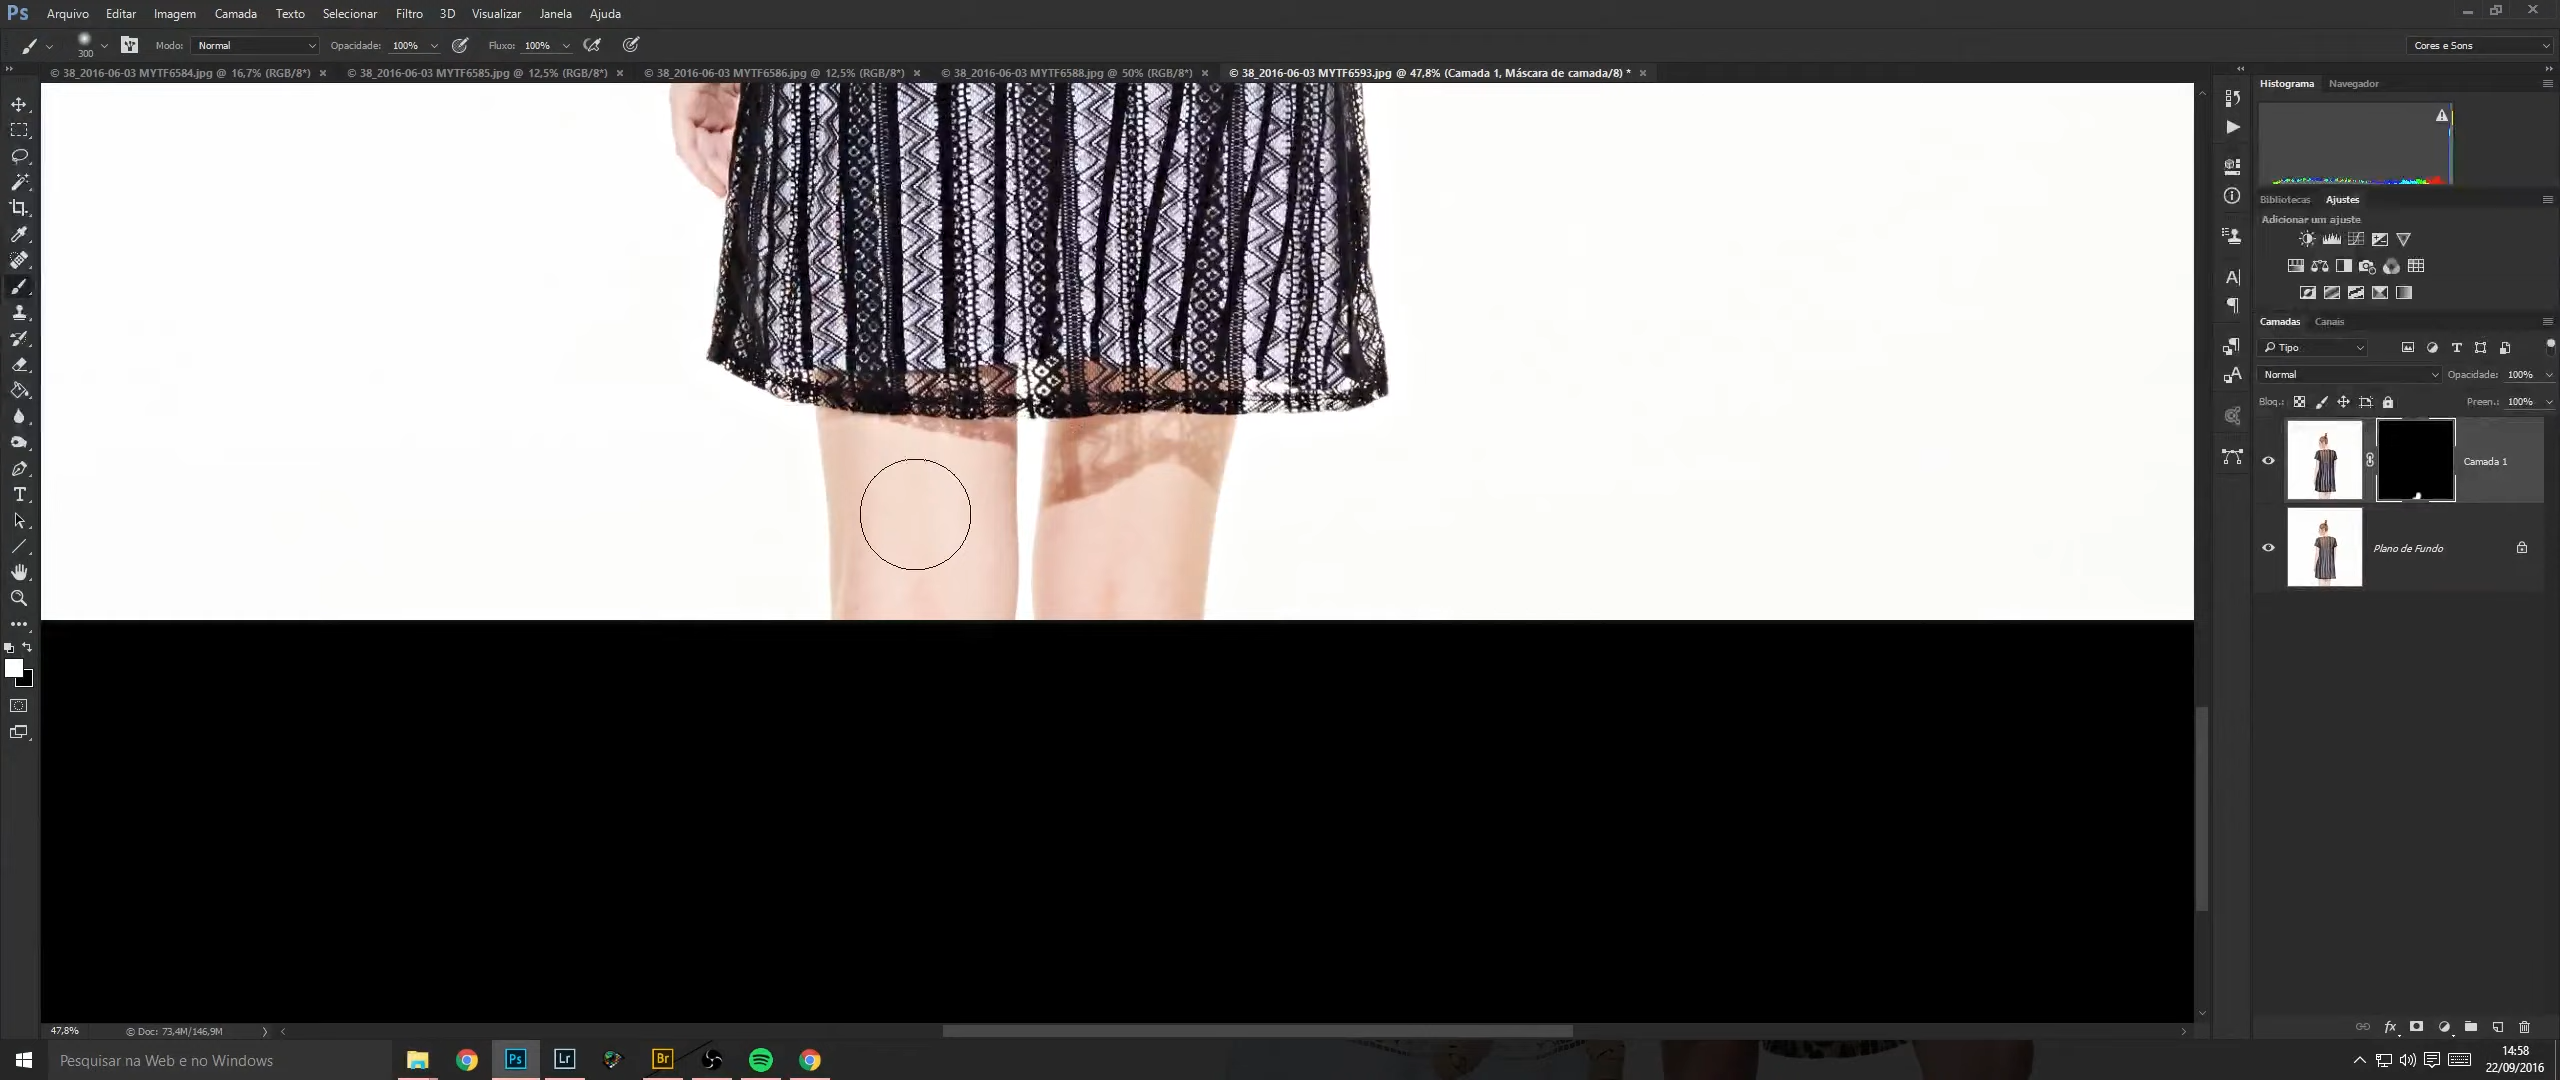 Ps Arquivo Editar Imagem Camada Texto Selecionar Filtro 3D Visualizar Janela Ajuda
300 Modo: Normal Opacidade: 100% Fluxo: 100% Cores e Sons
© 38_2016-06-03 MYTF6584.jpg @ 16,7% (RGB/8*) × © 38_2016-06-03 MYTF6585.jpg @ 12,5% (RGB/8*) × © 38_2016-06-03 MYTF6586.jpg @ 12,5% (RGB/8*) × © 38_2016-06-03 MYTF6588.jpg @ 50% (RGB/8*) × © 38_2016-06-03 MYTF6593.jpg @ 47,8% (Camada 1, Máscara de camada/8) * ×
Histograma Navegador
Bibliotecas Ajustes
Adicionar um ajuste
Camadas Canais
Tipo
Normal Opacidade: 100%
Bloq.: Preen.: 100%
Camada 1
Plano de Fundo
47,8% © Doc: 73,4M/146,9M
Pesquisar na Web e no Windows
Ps Lr Br
14:58
22/09/2016